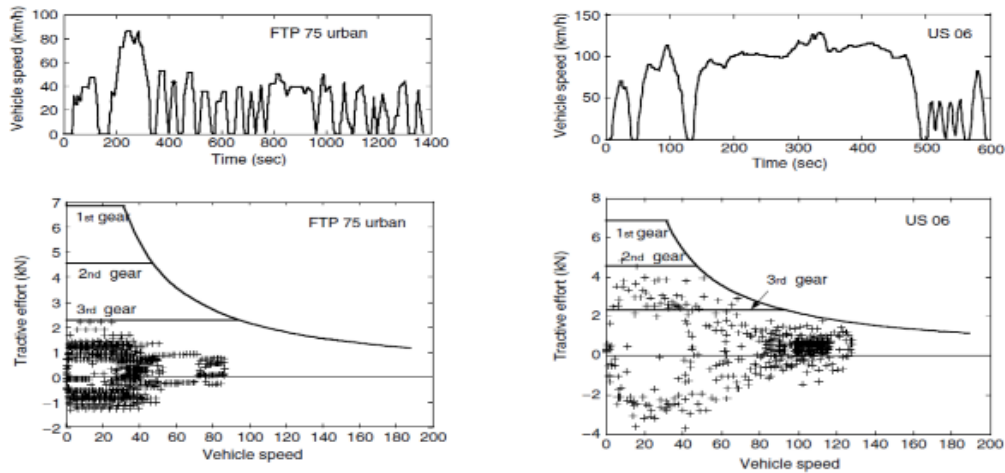 FTP 75 urban
Vehicle speed (km/h)
100
80
60
40
20
0
0 200 400 600 800 1000 1200 1400
Time (sec)
US 06
Vehicle speed (km/h)
150
100
50
0
0 100 200 300 400 500 600
Time (sec)
FTP 75 urban
Tractive effort (kN)
7
6
5
4
3
2
1
0
−1
−2
1st gear
2nd gear
3rd gear
0 20 40 60 80 100 120 140 160 180 200
Vehicle speed
US 06
Tractive effort (kN)
8
6
4
2
0
−2
−4
1st gear
2nd gear
3rd gear
0 20 40 60 80 100 120 140 160 180 200
Vehicle speed